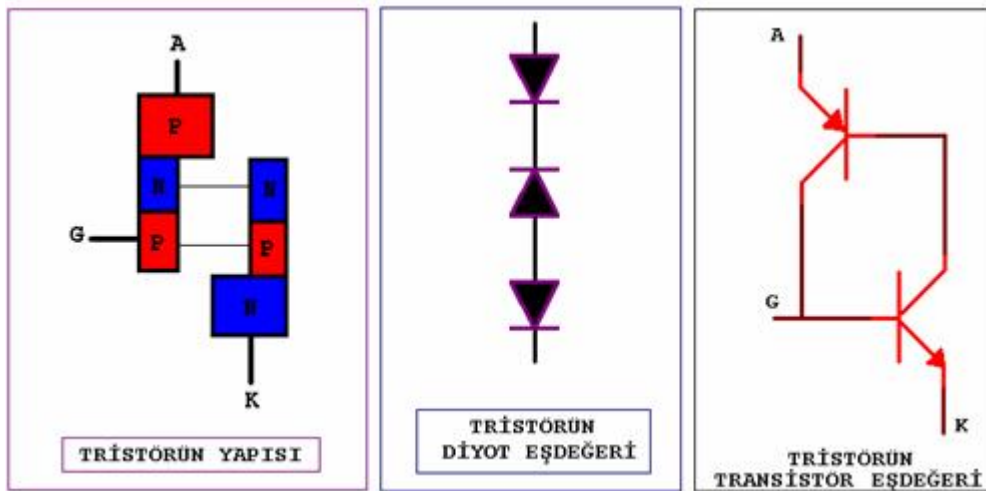 A
P
N
N
G
P
P
N
K
TRİSTÖRÜN YAPISI
TRİSTÖRÜN
DİYOT EŞDEĞERİ
A
G
K
TRİSTÖRÜN
TRANSİSTÖR EŞDEĞERİ